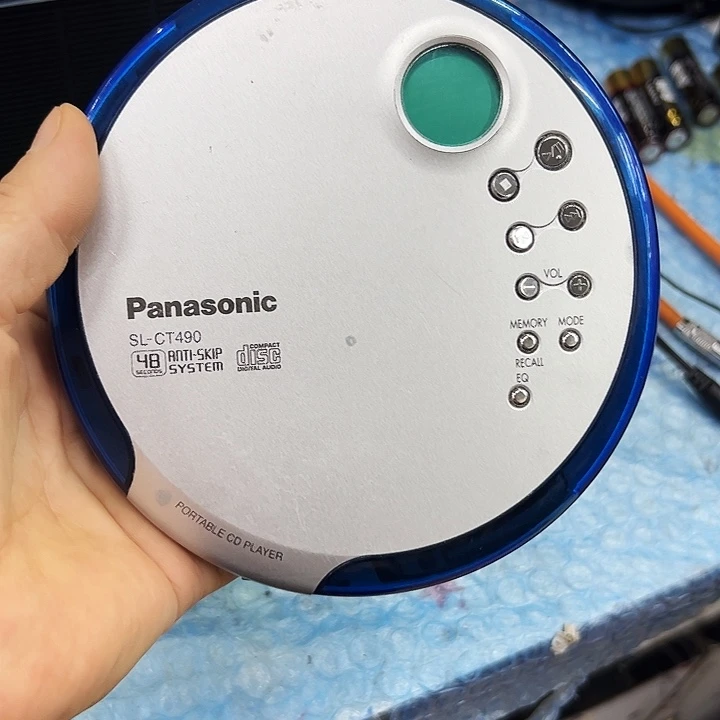 Panasonic
SL-CT490
48 SECONDS ANTI-SKIP SYSTEM
COMPACT disc DIGITAL AUDIO
PORTABLE CD PLAYER
VOL
- +
MEMORY MODE
RECALL
EQ